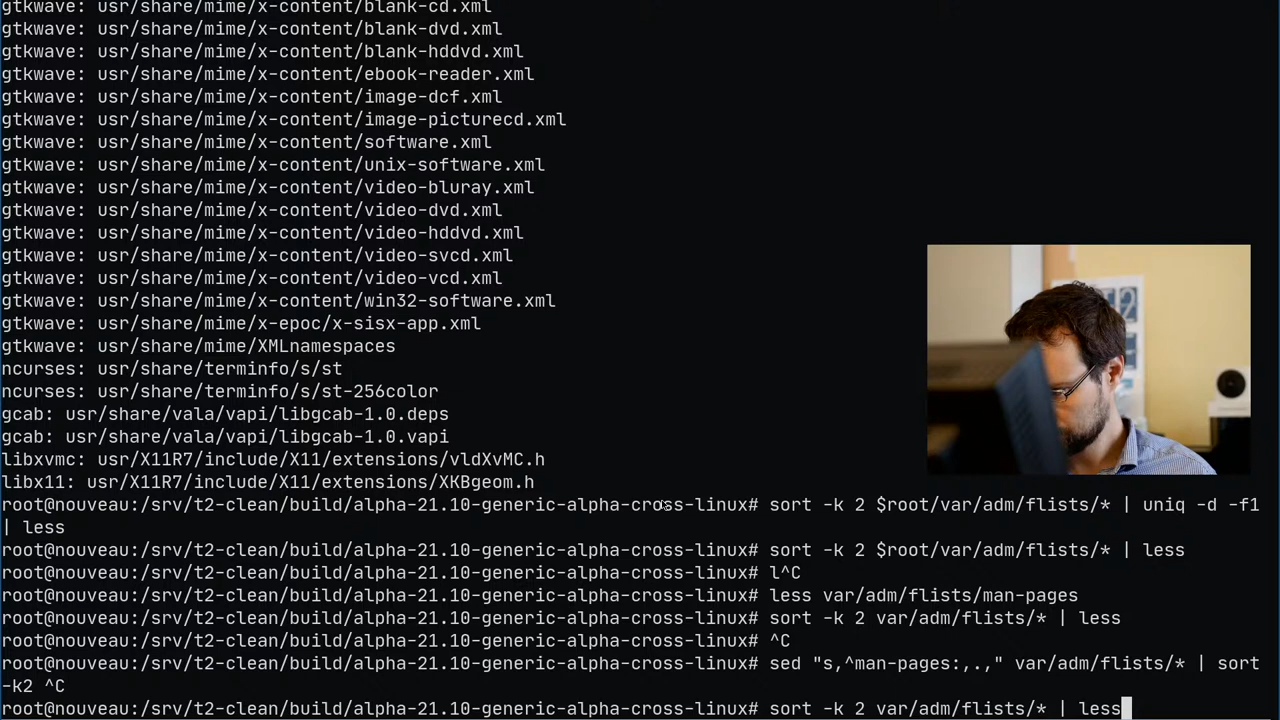 gtkwave: usr/share/mime/x-content/blank-cd.xml
gtkwave: usr/share/mime/x-content/blank-dvd.xml
gtkwave: usr/share/mime/x-content/blank-hddvd.xml
gtkwave: usr/share/mime/x-content/ebook-reader.xml
gtkwave: usr/share/mime/x-content/image-dcf.xml
gtkwave: usr/share/mime/x-content/image-picturecd.xml
gtkwave: usr/share/mime/x-content/software.xml
gtkwave: usr/share/mime/x-content/unix-software.xml
gtkwave: usr/share/mime/x-content/video-bluray.xml
gtkwave: usr/share/mime/x-content/video-dvd.xml
gtkwave: usr/share/mime/x-content/video-hddvd.xml
gtkwave: usr/share/mime/x-content/video-svcd.xml
gtkwave: usr/share/mime/x-content/video-vcd.xml
gtkwave: usr/share/mime/x-content/win32-software.xml
gtkwave: usr/share/mime/x-epoc/x-sisx-app.xml
gtkwave: usr/share/mime/XMLnamespaces
ncurses: usr/share/terminfo/s/st
ncurses: usr/share/terminfo/s/st-256color
gcab: usr/share/vala/vapi/libgcab-1.0.deps
gcab: usr/share/vala/vapi/libgcab-1.0.vapi
libxvmc: usr/X11R7/include/X11/extensions/vldXvMC.h
libx11: usr/X11R7/include/X11/extensions/XKBgeom.h
root@nouveau:/srv/t2-clean/build/alpha-21.10-generic-alpha-cross-linux# sort -k 2 $root/var/adm/flists/* | uniq -d -f1
| less
root@nouveau:/srv/t2-clean/build/alpha-21.10-generic-alpha-cross-linux# sort -k 2 $root/var/adm/flists/* | less
root@nouveau:/srv/t2-clean/build/alpha-21.10-generic-alpha-cross-linux# l^C
root@nouveau:/srv/t2-clean/build/alpha-21.10-generic-alpha-cross-linux# less var/adm/flists/man-pages
root@nouveau:/srv/t2-clean/build/alpha-21.10-generic-alpha-cross-linux# sort -k 2 var/adm/flists/* | less
root@nouveau:/srv/t2-clean/build/alpha-21.10-generic-alpha-cross-linux# ^C
root@nouveau:/srv/t2-clean/build/alpha-21.10-generic-alpha-cross-linux# sed "s,^man-pages:,.," var/adm/flists/* | sort
-k2 ^C
root@nouveau:/srv/t2-clean/build/alpha-21.10-generic-alpha-cross-linux# sort -k 2 var/adm/flists/* | less